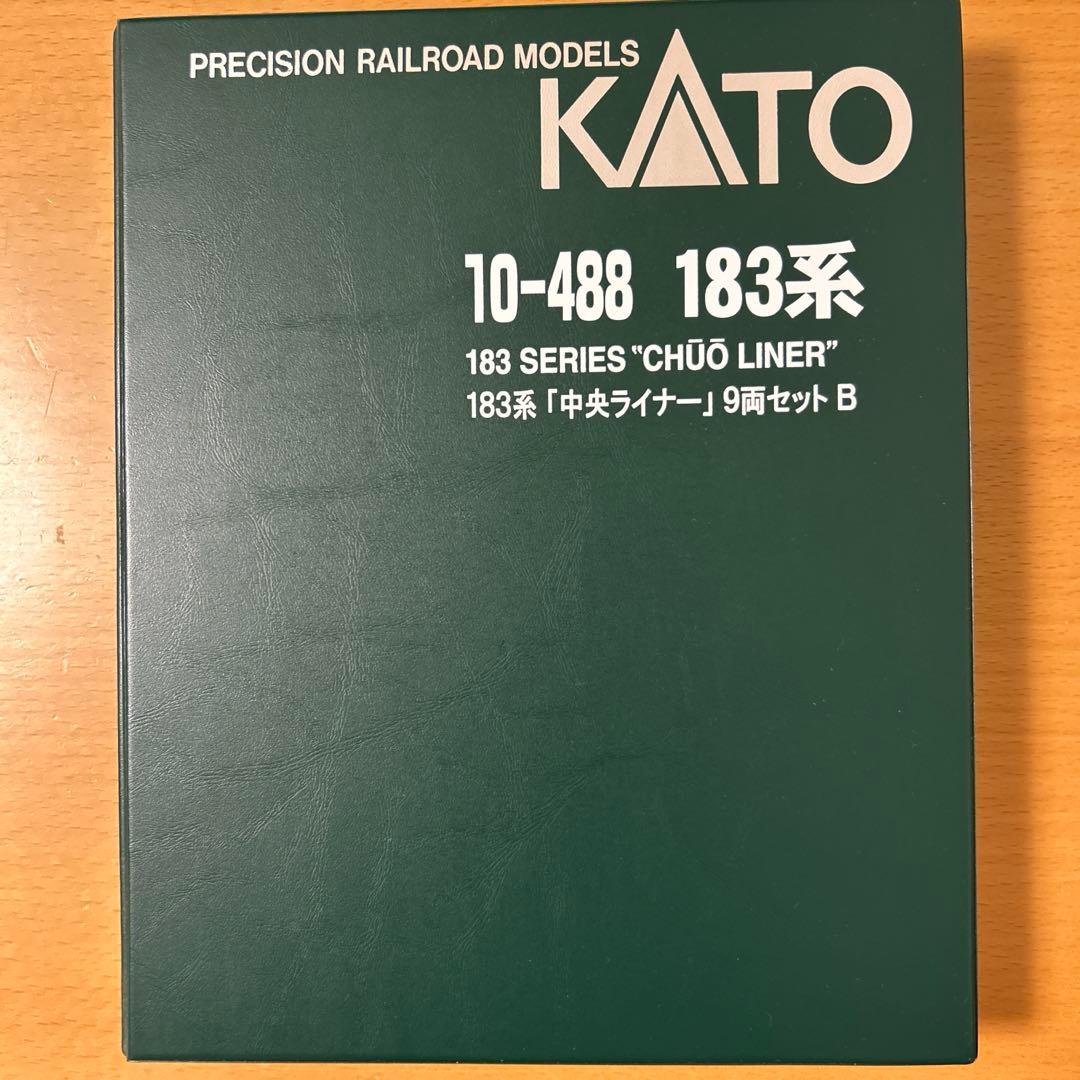 PRECISION RAILROAD MODELS
KATO
10-488 183系
183 SERIES "CHŪŌ LINER"
183系「中央ライナー」9両セット B